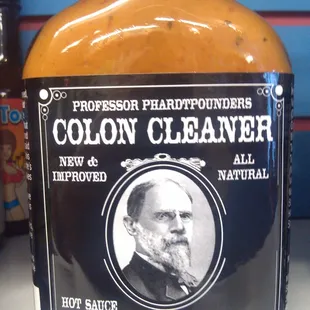 PROFESSOR PHARDTPOUNDERS
COLON CLEANER
NEW &
IMPROVED
ALL
NATURAL
HOT SAUCE